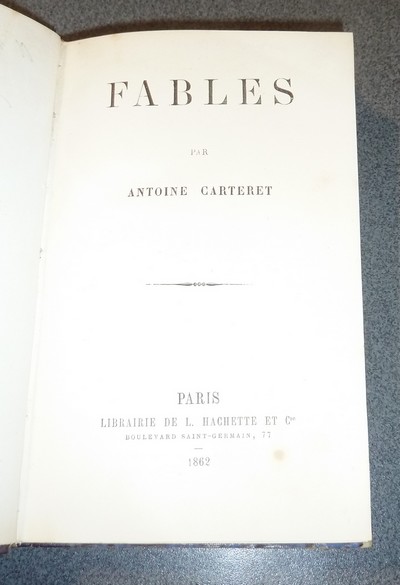 FABLES
PAR
ANTOINE CARTERET
PARIS
LIBRAIRIE DE L. HACHETTE ET Cie
BOULEVARD SAINT-GERMAIN, 77
—
1862